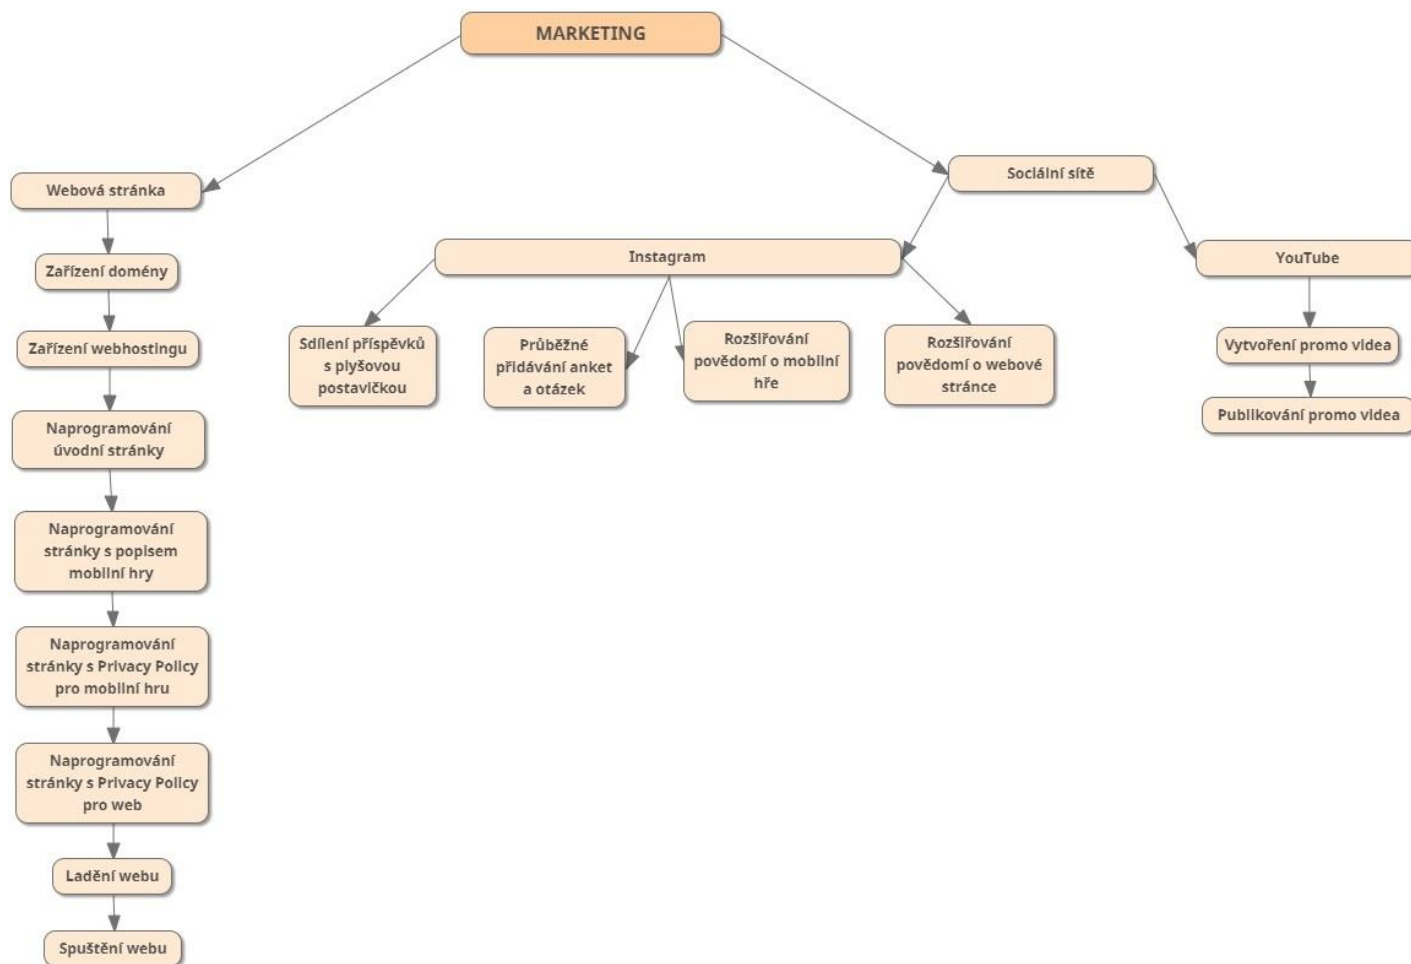 MARKETING
Webová stránka
Zařízení domény
Zařízení webhostingu
Naprogramování
úvodní stránky
Naprogramování
stránky s popisem
mobilní hry
Naprogramování
stránky s Privacy Policy
pro mobilní hru
Naprogramování
stránky s Privacy Policy
pro web
Ladění webu
Spuštění webu
Sociální sítě
Instagram
Sdílení příspěvků
s plyšovou
postavičkou
Průběžné
přidávání anket
a otázek
Rozšiřování
povědomí o mobilní
hře
Rozšiřování
povědomí o webové
stránce
YouTube
Vytvoření promo videa
Publikování promo videa